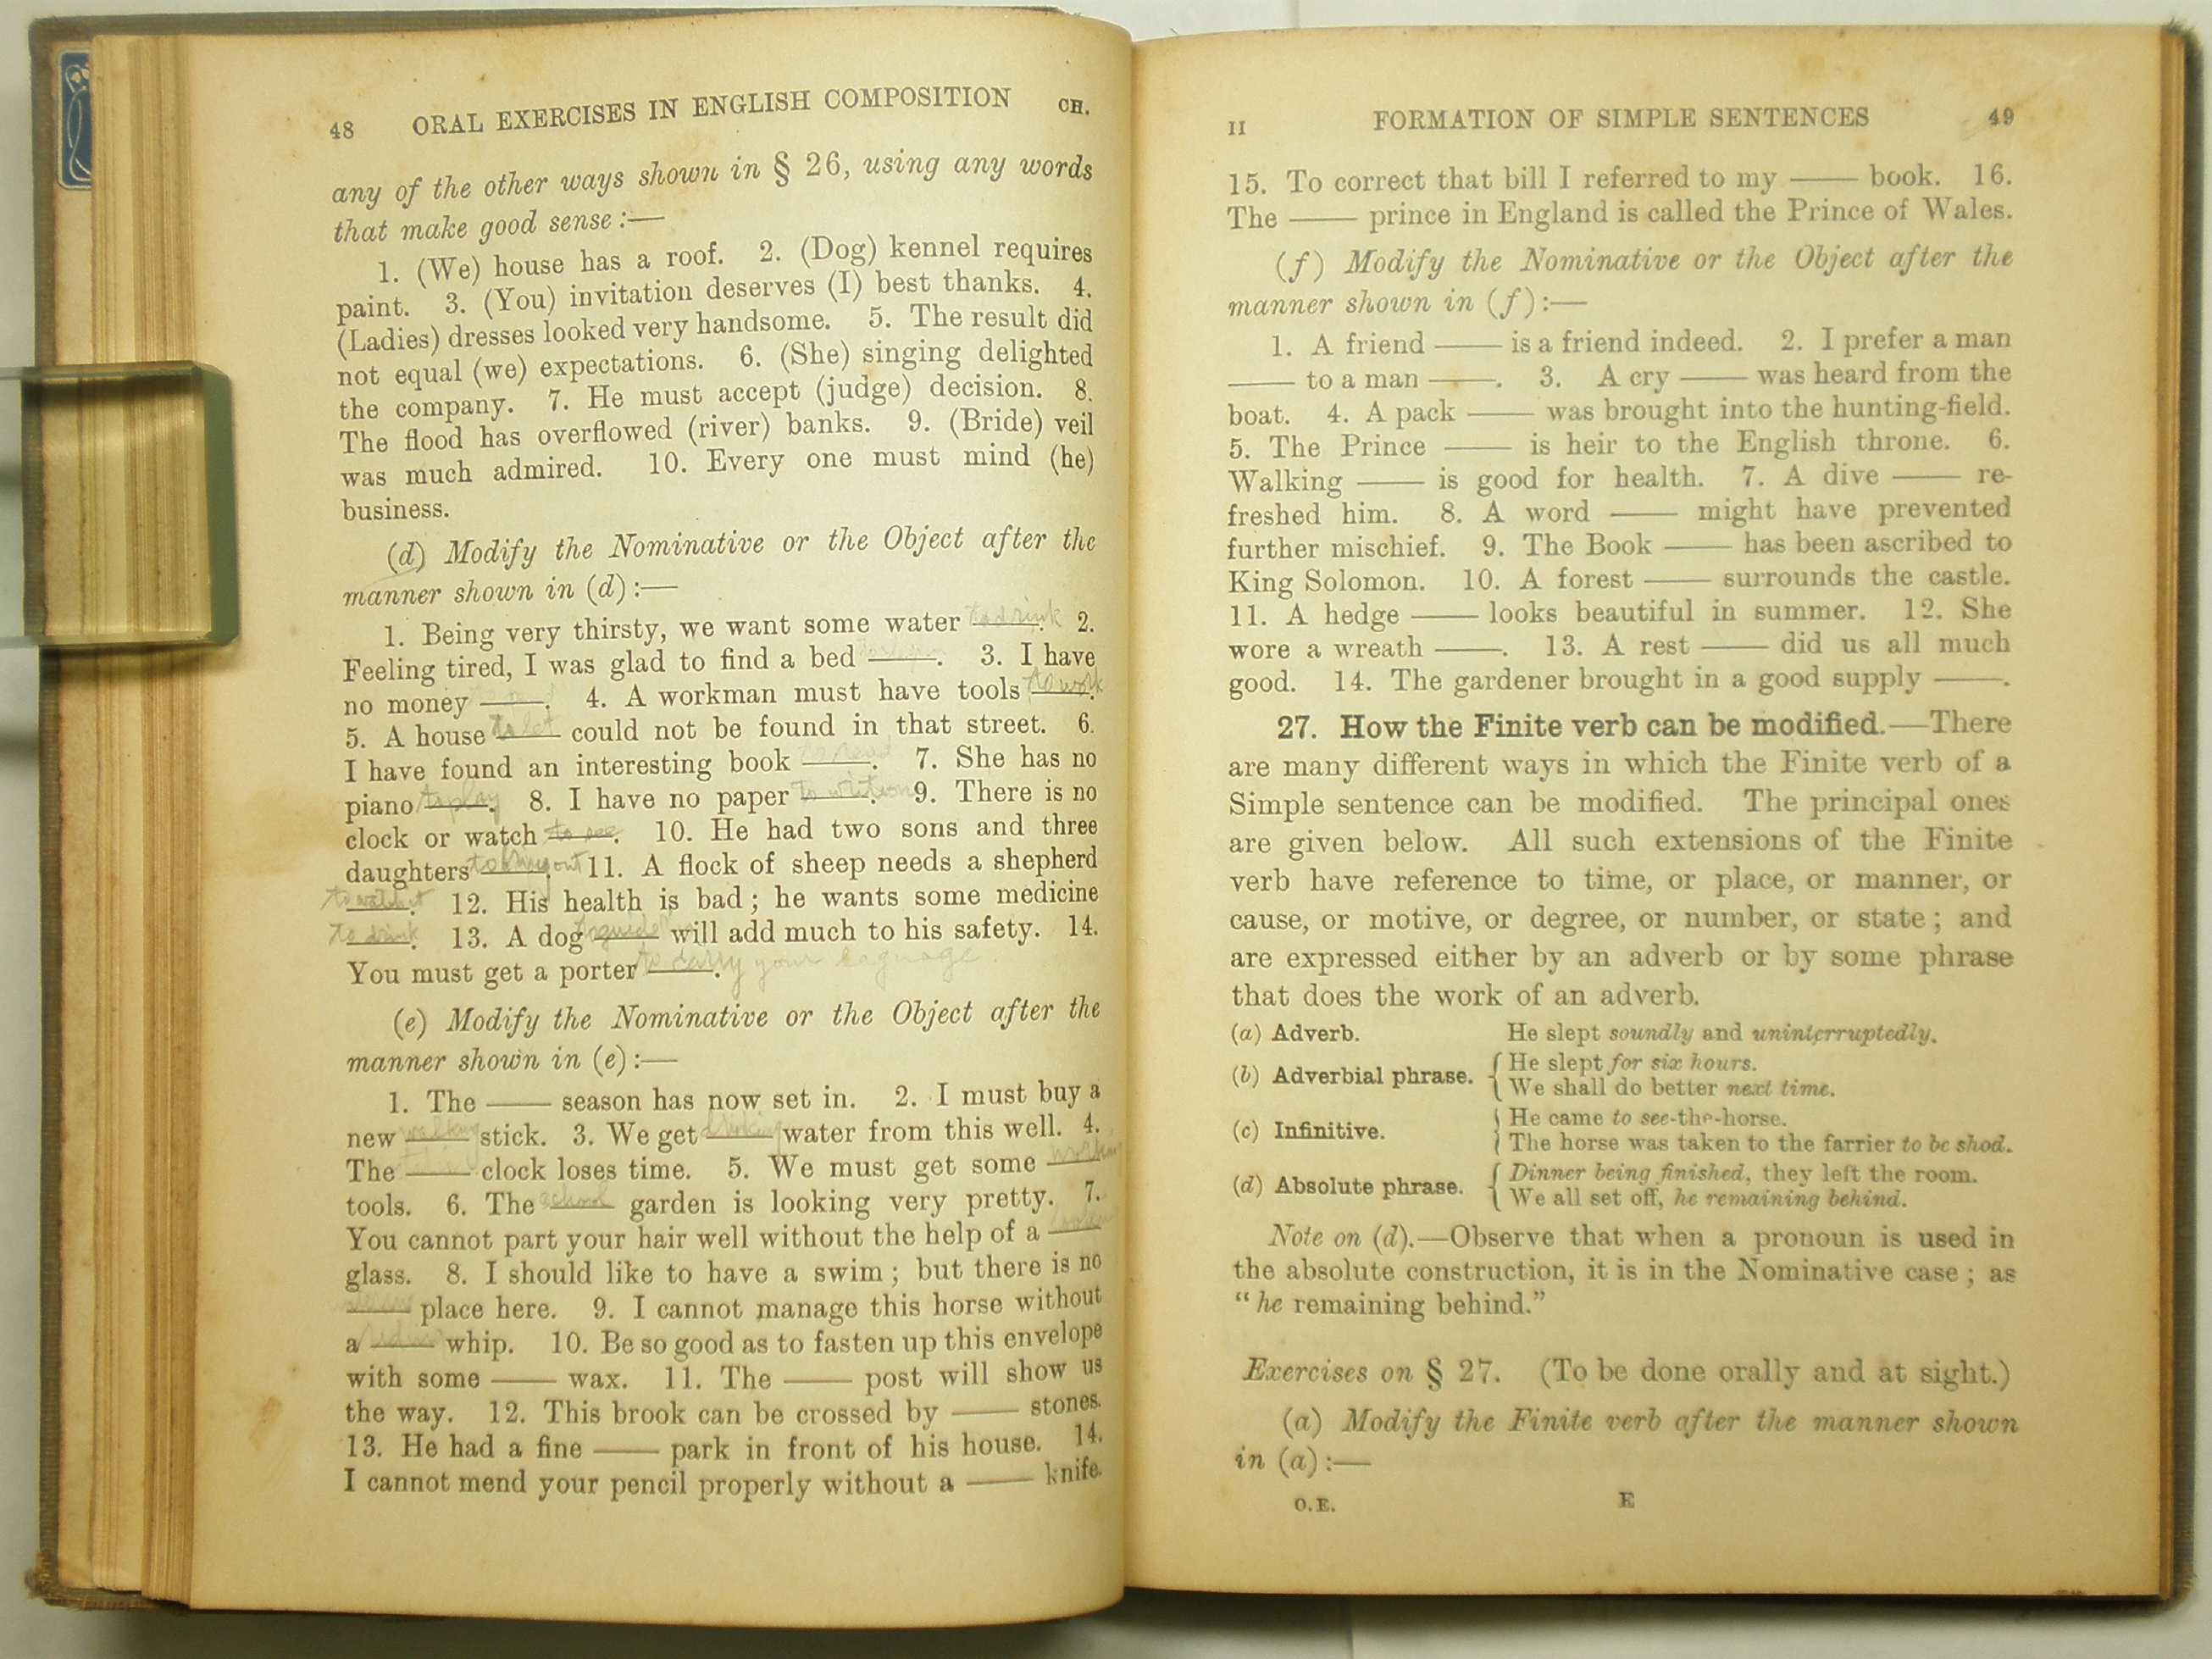 48 ORAL EXERCISES IN ENGLISH COMPOSITION CH.
any of the other ways shown in § 26, using any words
that make good sense :—
1. (We) house has a roof. 2. (Dog) kennel requires
paint. 3. (You) invitation deserves (I) best thanks. 4.
(Ladies) dresses looked very handsome. 5. The result did
not equal (we) expectations. 6. (She) singing delighted
the company. 7. He must accept (judge) decision. 8.
The flood has overflowed (river) banks. 9. (Bride) veil
was much admired. 10. Every one must mind (he)
business.
(d) Modify the Nominative or the Object after the
manner shown in (d) :—
1. Being very thirsty, we want some water to drink. 2.
Feeling tired, I was glad to find a bed ——. 3. I have
no money ——. 4. A workman must have tools to work.
5. A house to let could not be found in that street. 6.
I have found an interesting book to read. 7. She has no
piano to play. 8. I have no paper to write on. 9. There is no
clock or watch to see. 10. He had two sons and three
daughters ——. 11. A flock of sheep needs a shepherd
——. 12. His health is bad ; he wants some medicine
to drink. 13. A dog —— will add much to his safety. 14.
You must get a porter to carry your laguage.
(e) Modify the Nominative or the Object after the
manner shown in (e) :—
1. The —— season has now set in. 2. I must buy a
new walking stick. 3. We get drinking water from this well. 4.
The —— clock loses time. 5. We must get some working
tools. 6. The school garden is looking very pretty. 7.
You cannot part your hair well without the help of a ——
glass. 8. I should like to have a swim ; but there is no
—— place here. 9. I cannot manage this horse without
a —— whip. 10. Be so good as to fasten up this envelope
with some —— wax. 11. The —— post will show us
the way. 12. This brook can be crossed by —— stones.
13. He had a fine —— park in front of his house. 14.
I cannot mend your pencil properly without a —— knife.
II FORMATION OF SIMPLE SENTENCES 49
15. To correct that bill I referred to my —— book. 16.
The —— prince in England is called the Prince of Wales.
(f) Modify the Nominative or the Object after the
manner shown in (f) :—
1. A friend —— is a friend indeed. 2. I prefer a man
—— to a man ——. 3. A cry —— was heard from the
boat. 4. A pack —— was brought into the hunting-field.
5. The Prince —— is heir to the English throne. 6.
Walking —— is good for health. 7. A dive —— re-
freshed him. 8. A word —— might have prevented
further mischief. 9. The Book —— has been ascribed to
King Solomon. 10. A forest —— surrounds the castle.
11. A hedge —— looks beautiful in summer. 12. She
wore a wreath ——. 13. A rest —— did us all much
good. 14. The gardener brought in a good supply ——.
27. How the Finite verb can be modified.—There
are many different ways in which the Finite verb of a
Simple sentence can be modified. The principal ones
are given below. All such extensions of the Finite
verb have reference to time, or place, or manner, or
cause, or motive, or degree, or number, or state ; and
are expressed either by an adverb or by some phrase
that does the work of an adverb.
(a) Adverb. He slept soundly and uninterruptedly.
(b) Adverbial phrase. { He slept for six hours.
{ We shall do better next time.
(c) Infinitive. { He came to see-the-horse.
{ The horse was taken to the farrier to be shod.
(d) Absolute phrase. { Dinner being finished, they left the room.
{ We all set off, he remaining behind.
Note on (d).—Observe that when a pronoun is used in
the absolute construction, it is in the Nominative case ; as
“he remaining behind.”
Exercises on § 27. (To be done orally and at sight.)
(a) Modify the Finite verb after the manner shown
in (a) :—
O.E. E